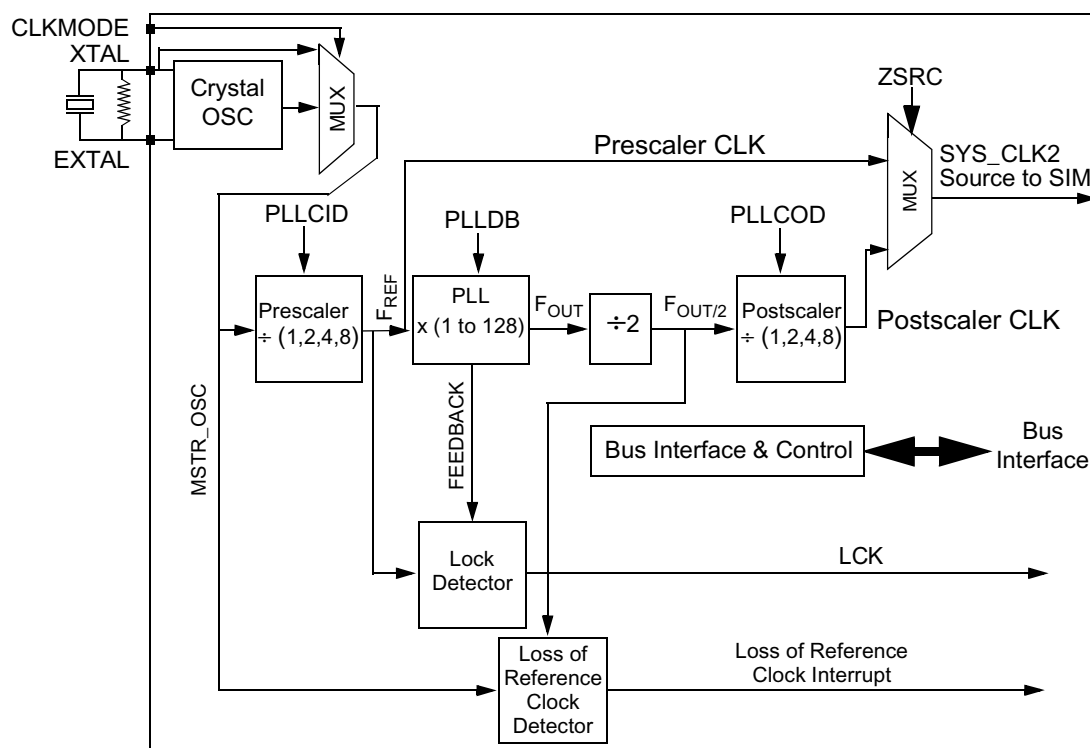 CLKMODE
XTAL
Crystal
OSC
MUX
EXTAL
ZSRC
Prescaler CLK
MUX
SYS_CLK2
Source to SIM
PLLCID
PLLDB
PLLCOD
Prescaler
÷ (1,2,4,8)
FREF
PLL
x (1 to 128)
FOUT
÷2
FOUT/2
Postscaler
÷ (1,2,4,8)
Postscaler CLK
MSTR_OSC
FEEDBACK
Bus Interface & Control
Bus
Interface
Lock
Detector
LCK
Loss of
Reference
Clock
Detector
Loss of Reference
Clock Interrupt